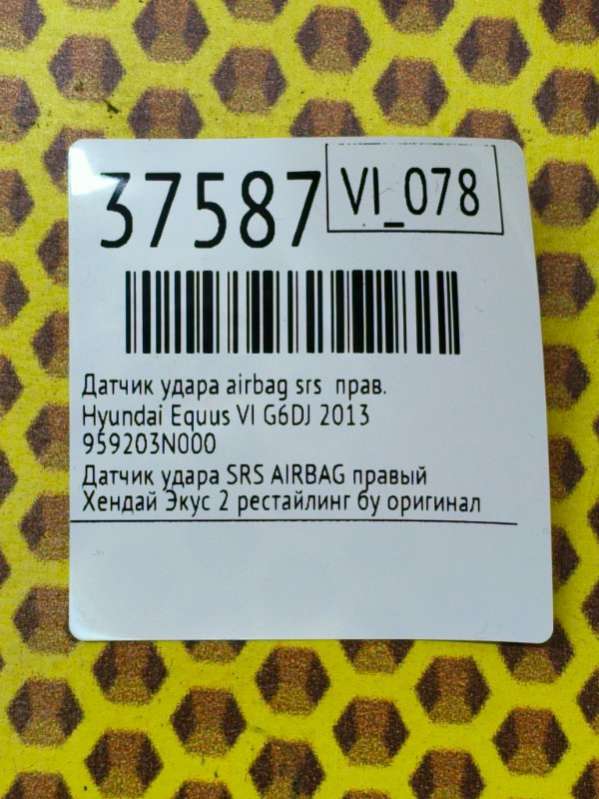 37587
VI_078
Датчик удара airbag srs прав.
Hyundai Equus VI G6DJ 2013
959203N000
Датчик удара SRS AIRBAG правый
Хендай Экус 2 рестайлинг бу оригинал